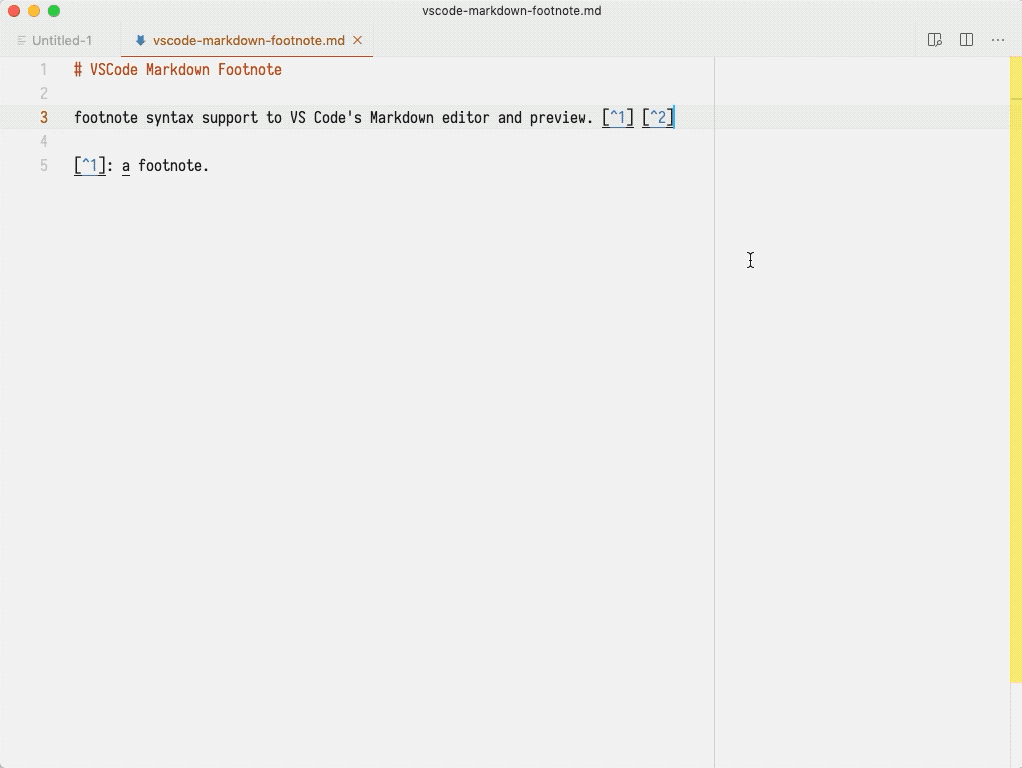 vscode-markdown-footnote.md
Untitled-1
vscode-markdown-footnote.md
1 # VSCode Markdown Footnote
2
3 footnote syntax support to VS Code's Markdown editor and preview. [^1] [^2]
4
5 [^1]: a footnote.